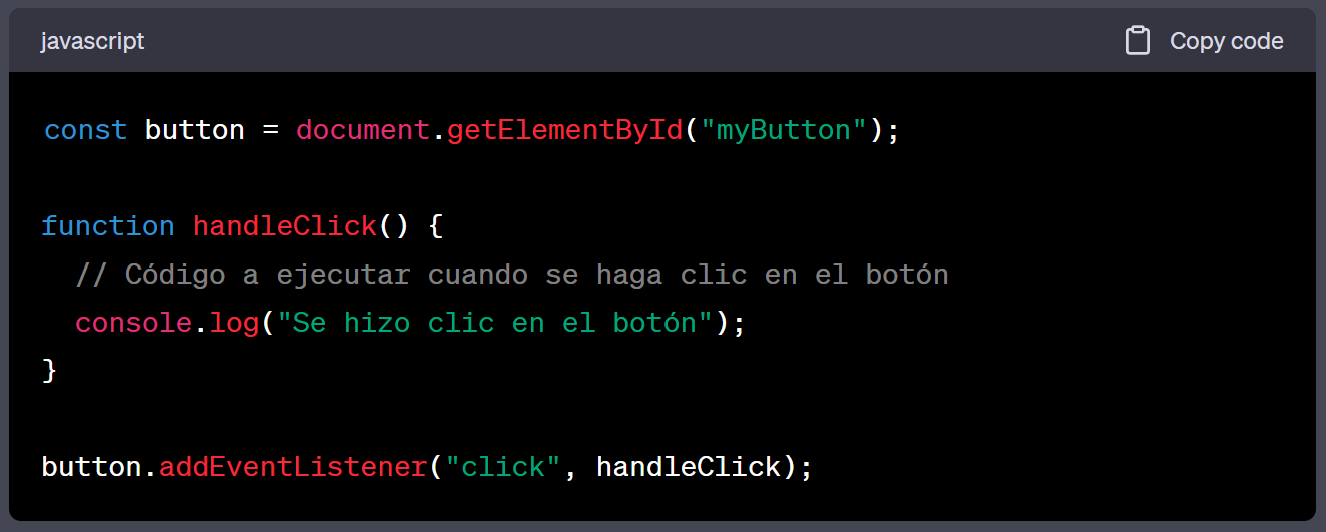 javascript
Copy code
const button = document.getElementById("myButton");
function handleClick() {
// Código a ejecutar cuando se haga clic en el botón
console.log("Se hizo clic en el botón");
}
button.addEventListener("click", handleClick);